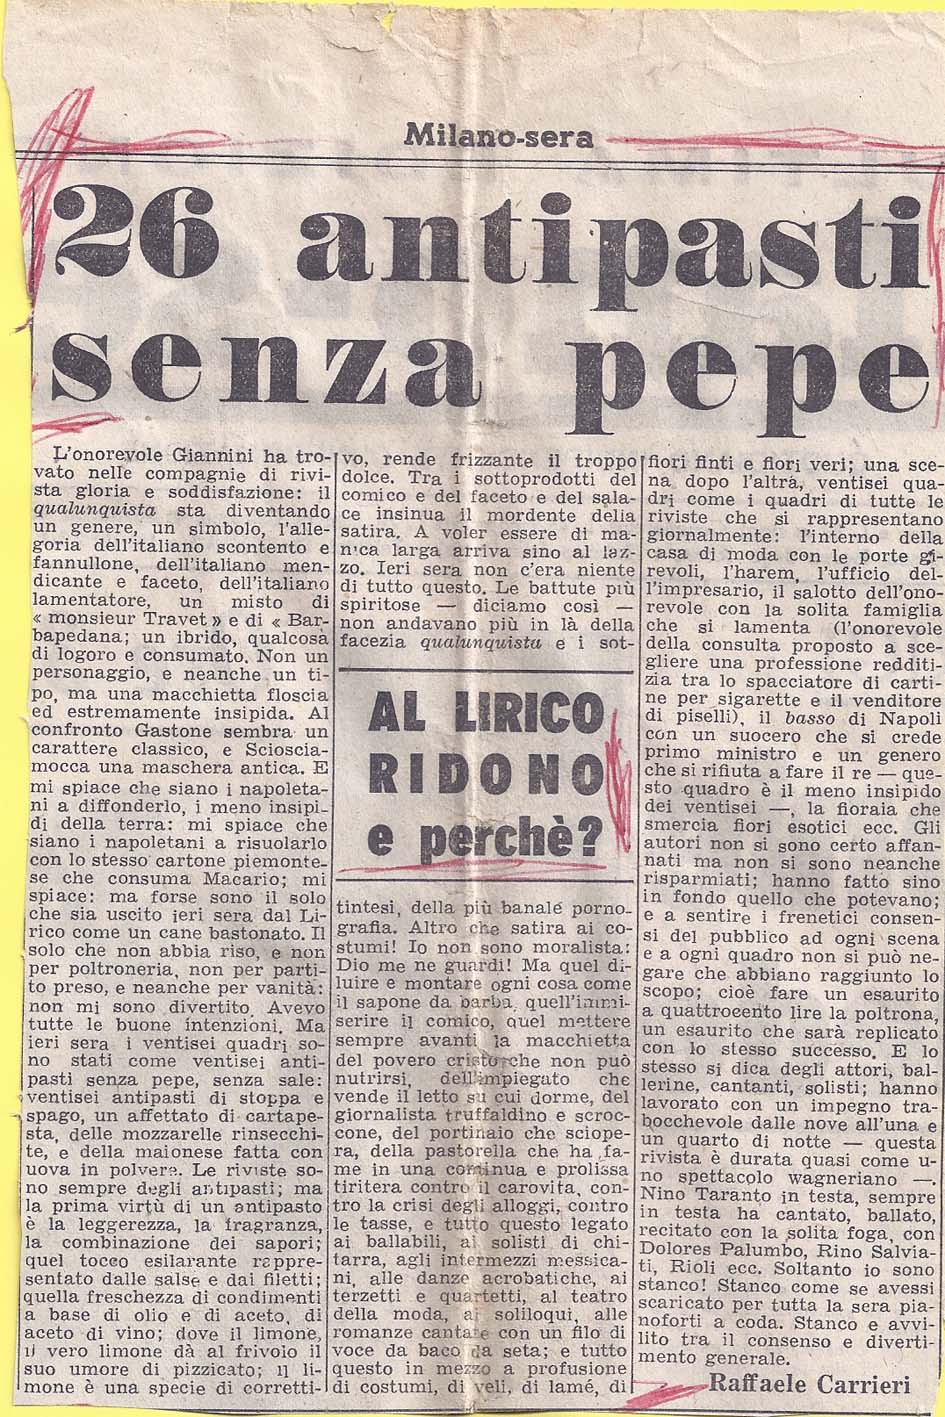 Milano-sera
26 antipasti
senza pepe
L'onorevole Giannini ha tro-
vato nelle compagnie di rivi-
sta gloria e soddisfazione: il
qualunquista sta diventando
un genere, un simbolo, l'alle-
goria dell'italiano scontento e
fannullone, dell'italiano men-
dicante e faceto, dell'italiano
lamentatore, un misto di
« monsieur Travet » e di « Bar-
bapedana; un ibrido, qualcosa
di logoro e consumato. Non un
personaggio, e neanche un ti-
po, ma una macchietta floscia
ed estremamente insipida. Al
confronto Gastone sembra un
carattere classico, e Scioscia-
mocca una maschera antica. E
mi spiace che siano i napoleta-
ni a diffonderlo, i meno insipi-
di della terra: mi spiace che
siano i napoletani a risuolarlo
con lo stesso cartone piemonte-
se che consuma Macario; mi
spiace: ma forse sono il solo
che sia uscito ieri sera dal Li-
rico come un cane bastonato. Il
solo che non abbia riso, e non
per poltroneria, non per parti-
to preso, e neanche per vanità:
non mi sono divertito. Avevo
tutte le buone intenzioni. Ma
ieri sera i ventisei quadri so-
no stati come ventisei anti-
pasti senza pepe, senza sale:
ventisei antipasti di stoppa e
spago, un affettato di cartape-
sta, delle mozzarelle rinsecchi-
te, e della maionese fatta con
uova in polvere. Le riviste so-
no sempre degli antipasti; ma
la prima virtù di un antipasto
è la leggerezza, la fragranza,
la combinazione dei sapori;
quel tocco esilarante rappre-
sentato dalle salse e dai filetti;
quella freschezza di condimenti
a base di olio e di aceto, di
aceto di vino; dove il limone,
il vero limone dà al frivolo il
suo umore di pizzicato; il li-
mone è una specie di corretti-
vo, rende frizzante il troppo
dolce. Tra i sottoprodotti del
comico e del faceto e del sala-
ce insinua il mordente della
satira. A voler essere di ma-
nica larga arriva sino al laz-
zo. Ieri sera non c'era niente
di tutto questo. Le battute più
spiritose — diciamo così —
non andavano più in là della
facezia qualunquista e i sot-
AL LIRICO
RIDONO
e perchè?
tintesi, della più banale porno-
grafia. Altro che satira ai co-
stumi! Io non sono moralista:
Dio me ne guardi! Ma quel di-
luire e montare ogni cosa come
il sapone da barba, quell'immi-
serire il comico, quel mettere
sempre avanti la macchietta
del povero cristo che non può
nutrirsi, dell'impiegato che
vende il letto su cui dorme, del
giornalista truffaldino e scroc-
cone, del portinaio che sciope-
ra, della pastorella che ha fa-
me in una continua e prolissa
tiritera contro il carovita, con-
tro la crisi degli alloggi, contro
le tasse, e tutto questo legato
ai ballabili, ai solisti di chi-
tarra, agli intermezzi messica-
ni, alle danze acrobatiche, ai
terzetti e quartetti, al teatro
della moda, ai soliloqui, alle
romanze cantate con un filo di
voce da baco da seta; e tutto
questo in mezzo a profusione
di costumi, di veli, di lamé, di
fiori finti e fiori veri; una sce-
na dopo l'altra, ventisei qua-
dri come i quadri di tutte le
riviste che si rappresentano
giornalmente: l'interno della
casa di moda con le porte gi-
revoli, l'harem, l'ufficio del-
l'impresario, il salotto dell'ono-
revole con la solita famiglia
che si lamenta (l'onorevole
della consulta proposto a sce-
gliere una professione redditi-
zia tra lo spacciatore di carti-
ne per sigarette e il venditore
di piselli), il basso di Napoli
con un suocero che si crede
primo ministro e un genero
che si rifiuta a fare il re — que-
sto quadro è il meno insipido
dei ventisei —, la fioraia che
smercia fiori esotici ecc. Gli
autori non si sono certo affan-
nati ma non si sono neanche
risparmiati; hanno fatto sino
in fondo quello che potevano;
e a sentire i frenetici consen-
si del pubblico ad ogni scena
e a ogni quadro non si può ne-
gare che abbiano raggiunto lo
scopo; cioè fare un esaurito
a quattrocento lire la poltrona,
un esaurito che sarà replicato
con lo stesso successo. E lo
stesso si dica degli attori, bal-
lerine, cantanti, solisti; hanno
lavorato con un impegno tra-
bocchevole dalle nove all'una e
un quarto di notte — questa
rivista è durata quasi come u-
no spettacolo wagneriano —.
Nino Taranto in testa, sempre
in testa ha cantato, ballato,
recitato con la solita foga, con
Dolores Palumbo, Rino Salvia-
ti, Rioli ecc. Soltanto io sono
stanco! Stanco come se avessi
scaricato per tutta la sera pia-
noforti a coda. Stanco e avvi-
lito tra il consenso e diverti-
mento generale.
Raffaele Carrieri